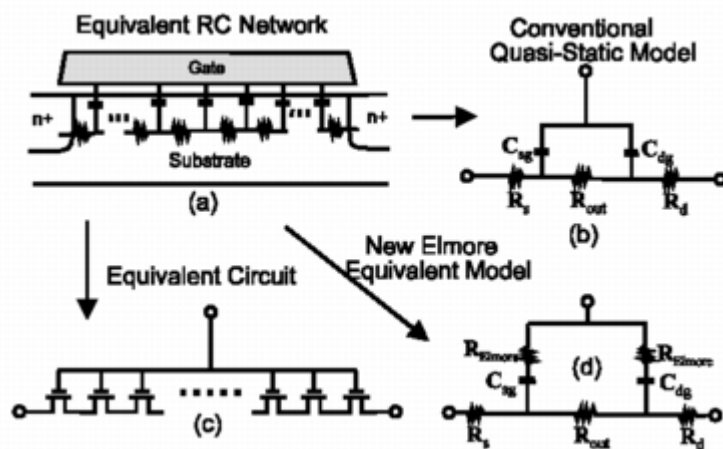 Equivalent RC Network
Gate
n+
n+
Substrate
(a)
Conventional
Quasi-Static Model
Csg
Cdg
Rs
Rout
Rd
(b)
Equivalent Circuit
(c)
New Elmore
Equivalent Model
RElmore
RElmore
(d)
Csg
Cdg
Rs
Rout
Rd